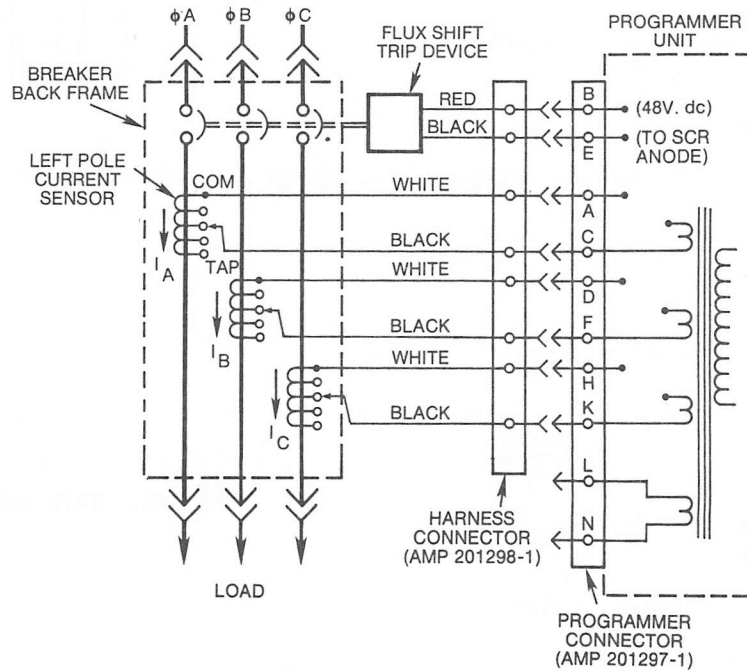 ϕA ϕB ϕC
BREAKER
BACK FRAME
FLUX SHIFT
TRIP DEVICE
PROGRAMMER
UNIT
RED
B
(48V. dc)
BLACK
E
(TO SCR
ANODE)
LEFT POLE
CURRENT
SENSOR
COM
WHITE
A
BLACK
C
TAP
I A
WHITE
D
BLACK
F
I B
WHITE
H
BLACK
K
I C
L
N
LOAD
HARNESS
CONNECTOR
(AMP 201298-1)
PROGRAMMER
CONNECTOR
(AMP 201297-1)